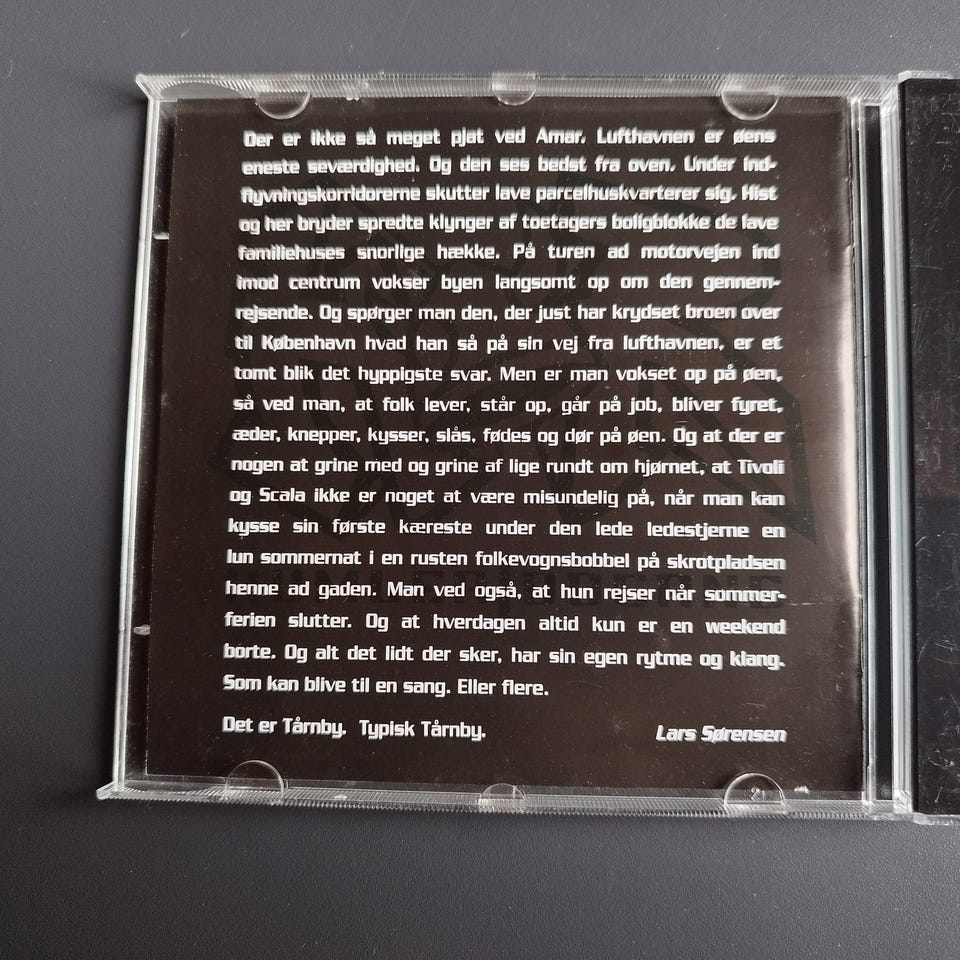 Der er ikke så meget pjat ved Amar. Lufthavnen er øens
eneste seværdighed. Og den ses bedst fra oven. Under ind-
flyvningskorridorerne skutter lave parcelhuskvarterer sig. Hist
og her bryder spredte klynger af toetagers boligblokke de lave
familiehuses snorlige hække. På turen ad motorvejen ind
imod centrum vokser byen langsomt op om den gennem-
rejsende. Og spørger man den, der just har krydset broen over
til København hvad han så på sin vej fra lufthavnen, er et
tomt blik det hyppigste svar. Men er man vokset op på øen,
så ved man, at folk lever, står op, går på job, bliver fyret,
æder, knepper, kysser, slås, fødes og dør på øen. Og at der er
nogen at grine med og grine af lige rundt om hjørnet, at Tivoli
og Scala ikke er noget at være misundelig på, når man kan
kysse sin første kæreste under den lede ledestjerne en
lun sommernat i en rusten folkevognsbobbel på skrotpladsen
henne ad gaden. Man ved også, at hun rejser når sommer-
ferien slutter. Og at hverdagen altid kun er en weekend
borte. Og alt det lidt der sker, har sin egen rytme og klang.
Som kan blive til en sang. Eller flere.
Det er Tårnby. Typisk Tårnby.
Lars Sørensen